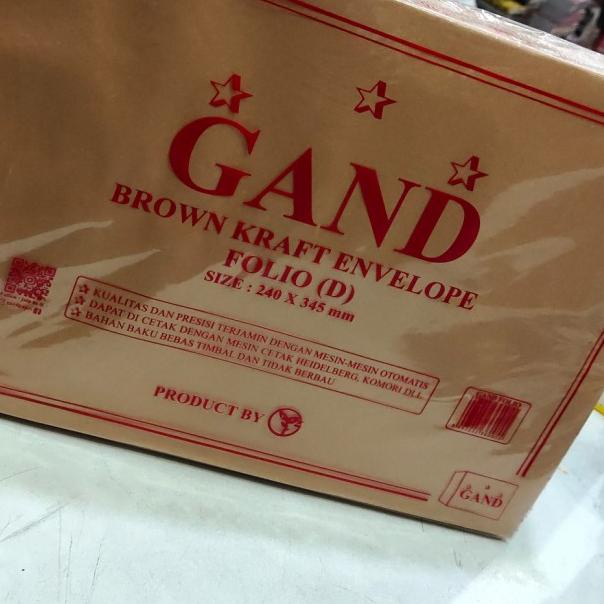 GAND
BROWN KRAFT ENVELOPE
FOLIO (D)
SIZE : 240 X 345 mm
KUALITAS DAN PRESISI TERJAMIN DENGAN MESIN-MESIN OTOMATIS
DAPAT DI CETAK DENGAN MESIN CETAK HEIDELBERG, KOMORI DLL.
BAHAN BAKU BEBAS TIMBAL DAN TIDAK BERBAU
PRODUCT BY
GAND